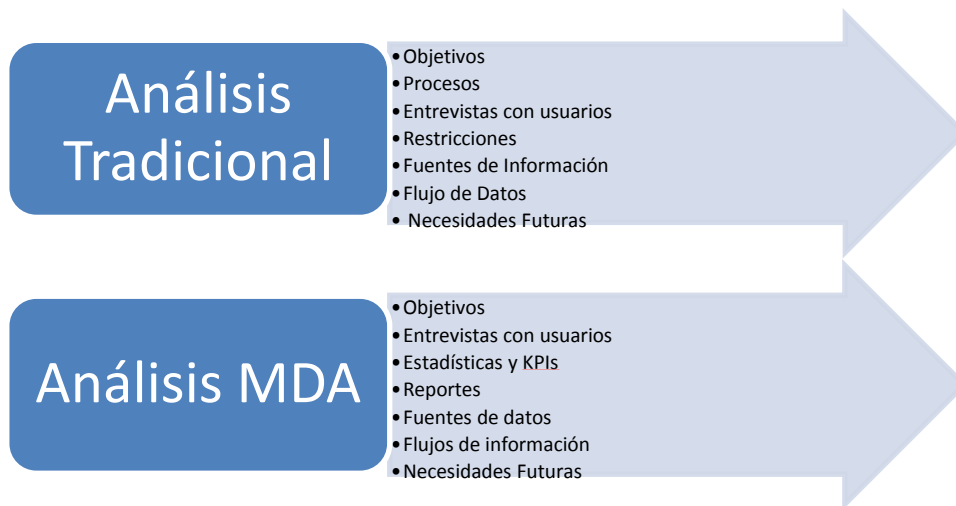 Análisis
Tradicional
•Objetivos
•Procesos
•Entrevistas con usuarios
•Restricciones
•Fuentes de Información
•Flujo de Datos
• Necesidades Futuras
Análisis MDA
•Objetivos
•Entrevistas con usuarios
•Estadísticas y KPIs
•Reportes
•Fuentes de datos
•Flujos de información
•Necesidades Futuras